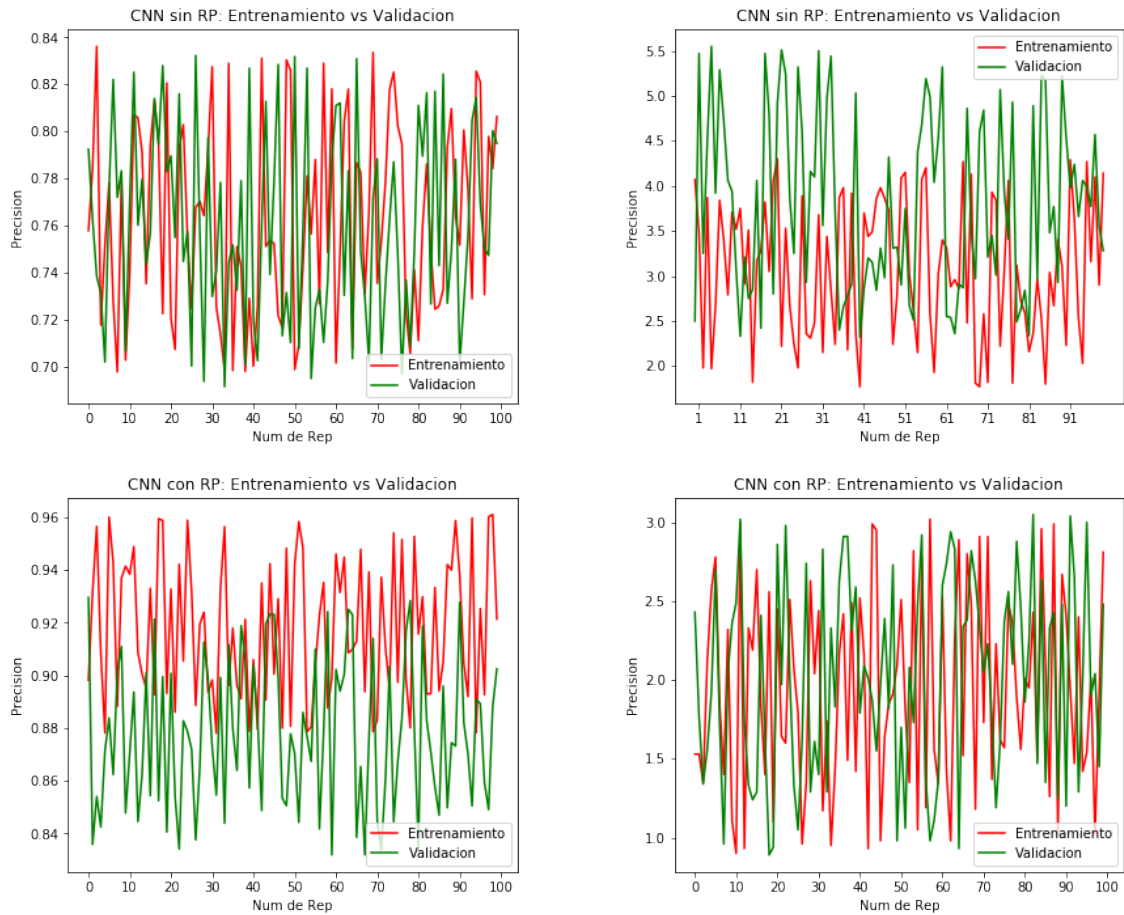 CNN sin RP: Entrenamiento vs Validacion
Precision
0.84
0.82
0.80
0.78
0.76
0.74
0.72
0.70
0 10 20 30 40 50 60 70 80 90 100
Num de Rep
Entrenamiento
Validacion
CNN sin RP: Entrenamiento vs Validacion
Precision
5.5
5.0
4.5
4.0
3.5
3.0
2.5
2.0
1 11 21 31 41 51 61 71 81 91
Num de Rep
Entrenamiento
Validacion
CNN con RP: Entrenamiento vs Validacion
Precision
0.96
0.94
0.92
0.90
0.88
0.86
0.84
0 10 20 30 40 50 60 70 80 90 100
Num de Rep
Entrenamiento
Validacion
CNN con RP: Entrenamiento vs Validacion
Precision
3.0
2.5
2.0
1.5
1.0
0 10 20 30 40 50 60 70 80 90 100
Num de Rep
Entrenamiento
Validacion